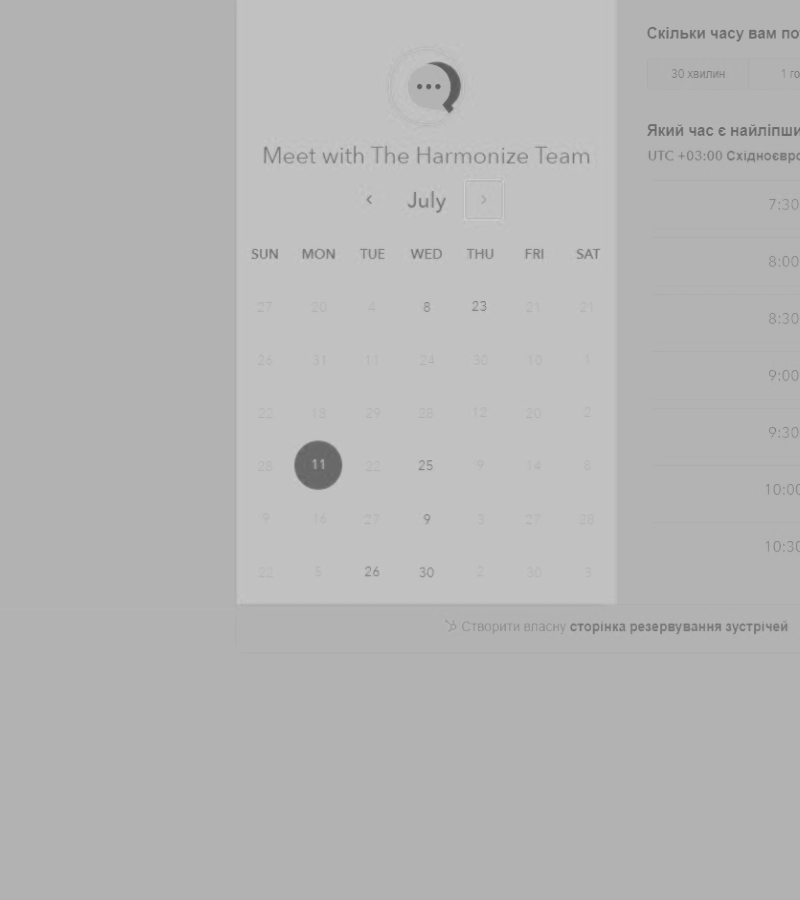 Meet with The Harmonize Team
July
SUN MON TUE WED THU FRI SAT
27 20 4 8 23 21 21
26 31 11 24 30 10 1
22 18 29 28 12 20 2
28 11 22 25 9 14 8
9 16 27 9 3 27 28
22 5 26 30 2 30 3
Скільки часу вам по
30 хвилин 1 го
Який час є найліпши
UTC +03:00 Східноєвро
7:30
8:00
8:30
9:00
9:30
10:00
10:30
Створити власну сторінка резервування зустрічей